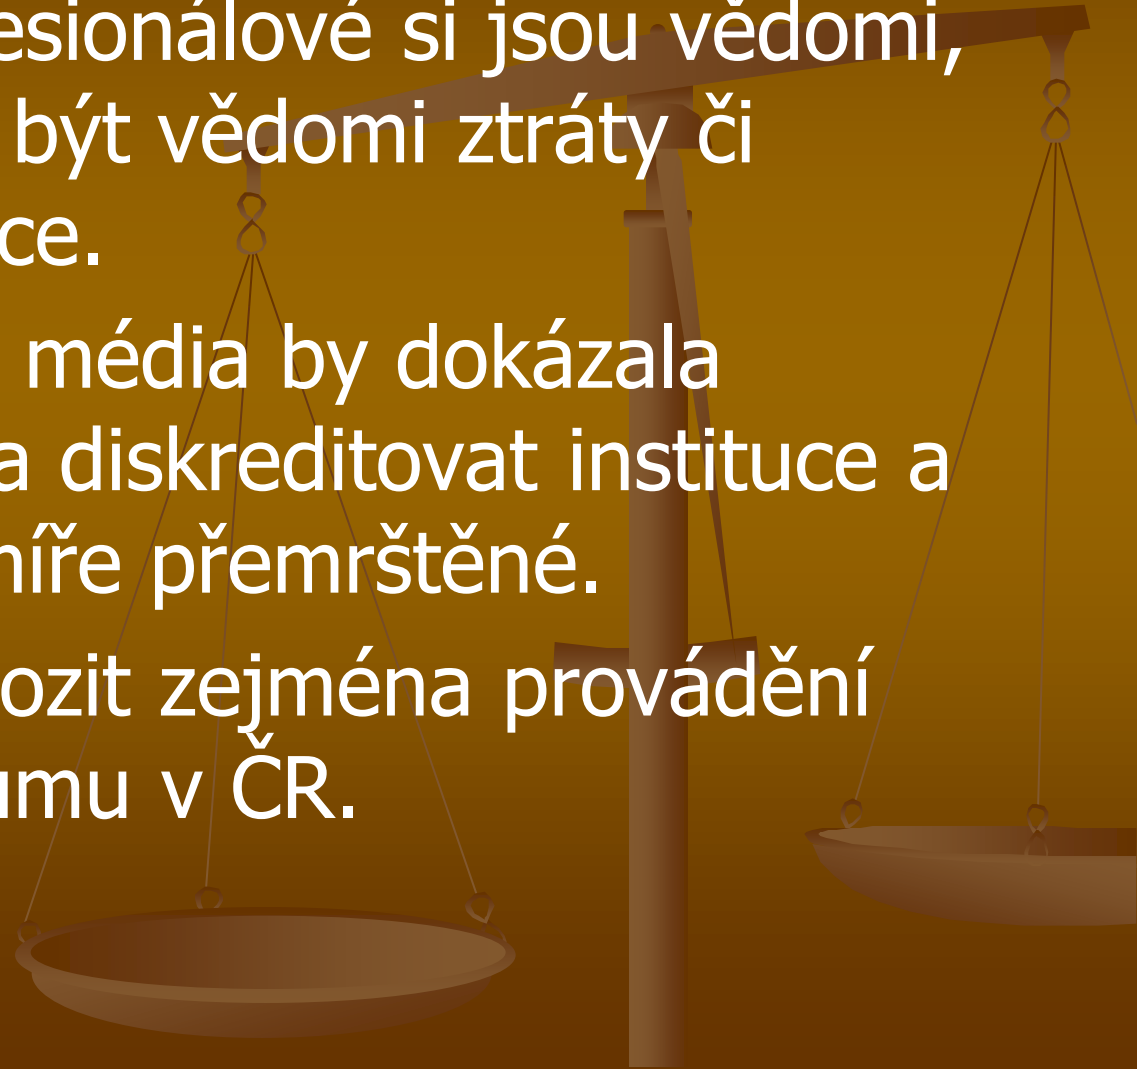 esionálové si jsou vědomi,
být vědomi ztráty či
ce.
média by dokázala
a diskreditovat instituce a
míře přemrštěné.
ozit zejména provádění
umu v ČR.